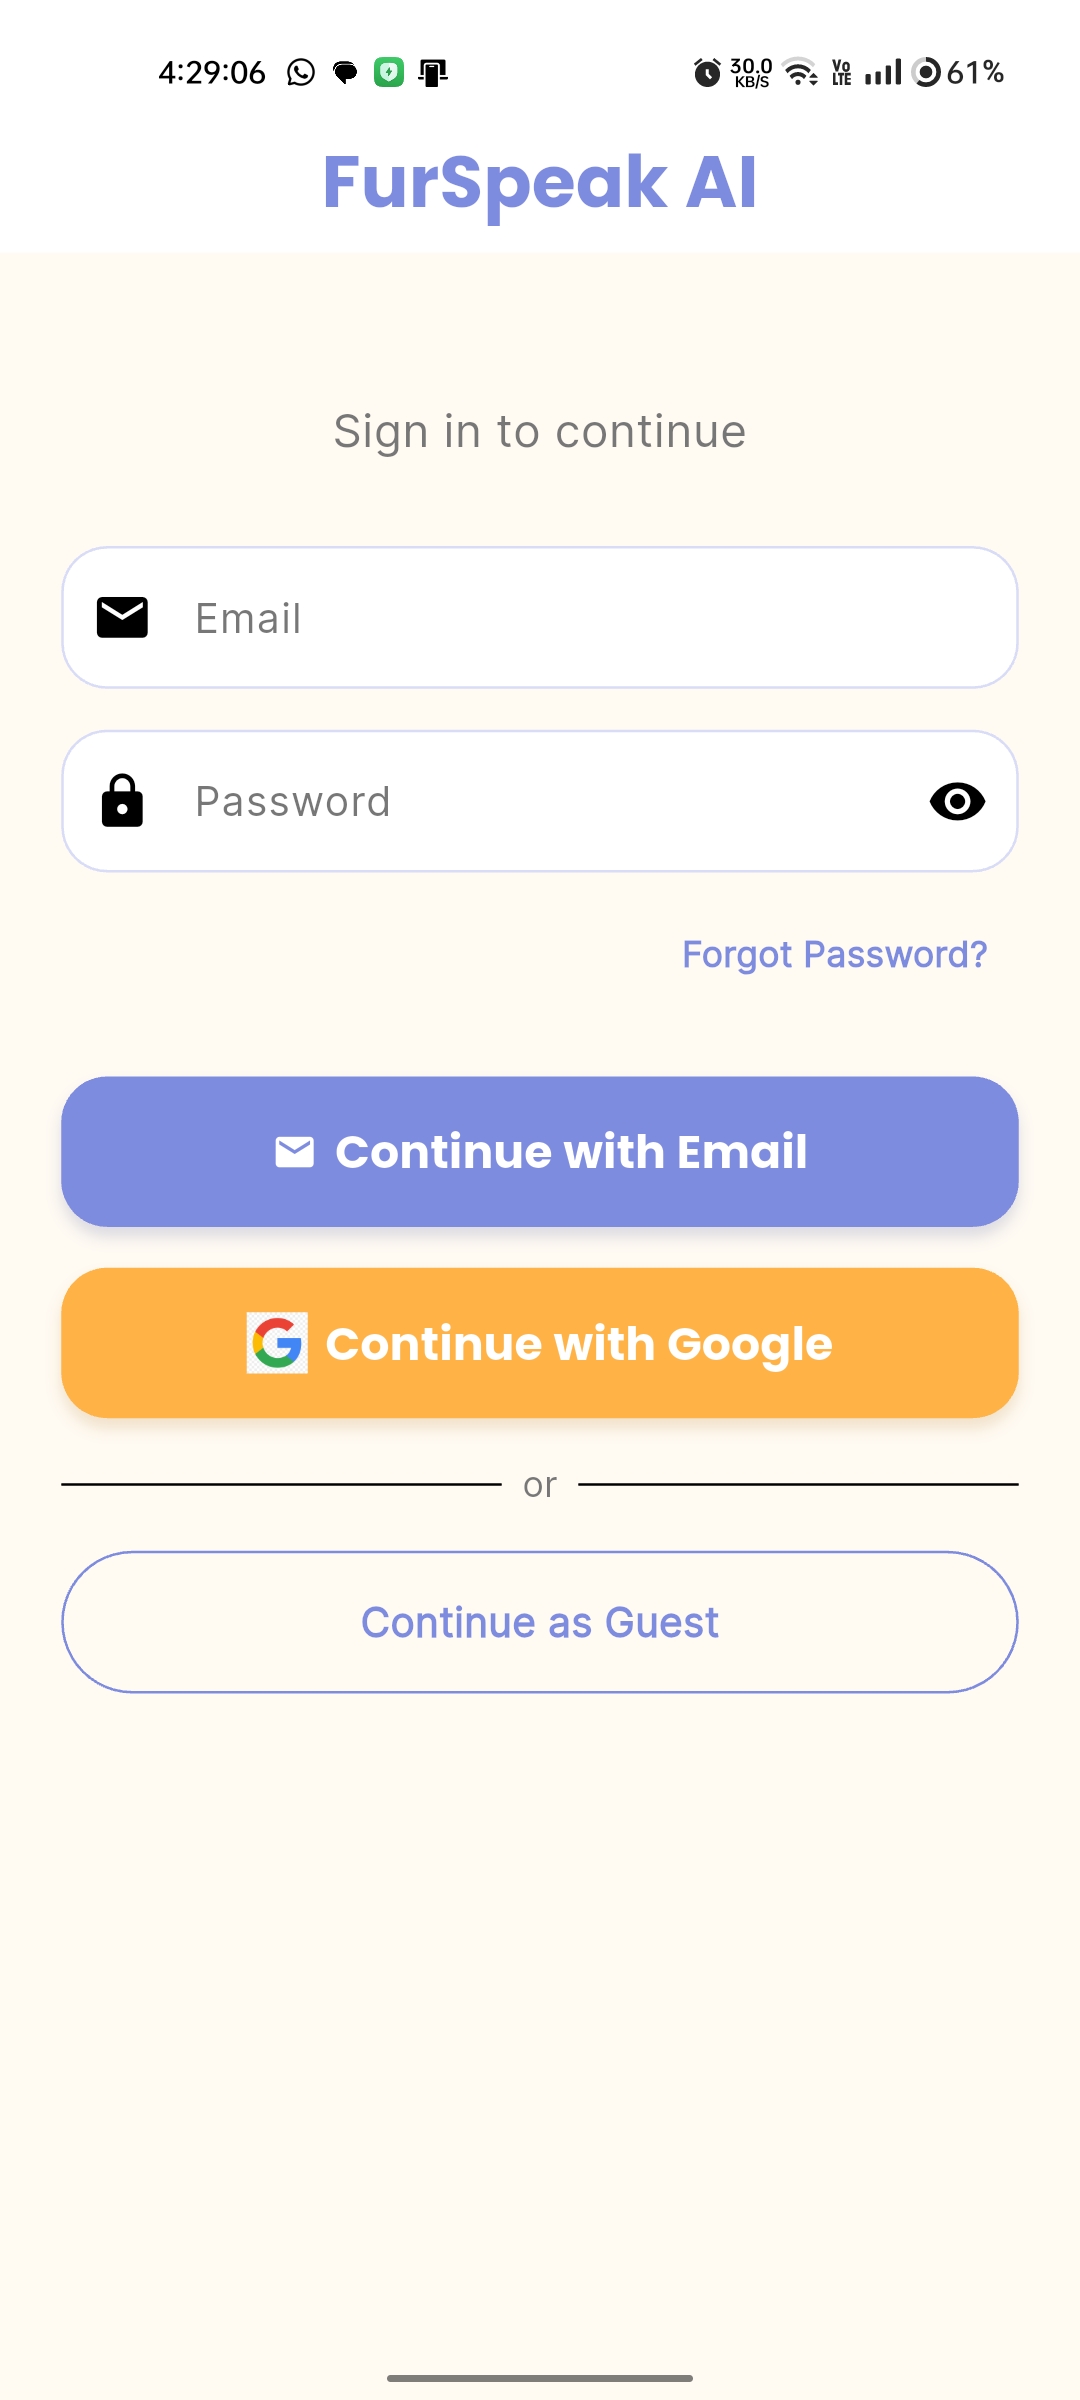 4:29:06 30.0 KB/S Vo LTE 61%
FurSpeak AI
Sign in to continue
Email
Password
Forgot Password?
Continue with Email
Continue with Google
or
Continue as Guest